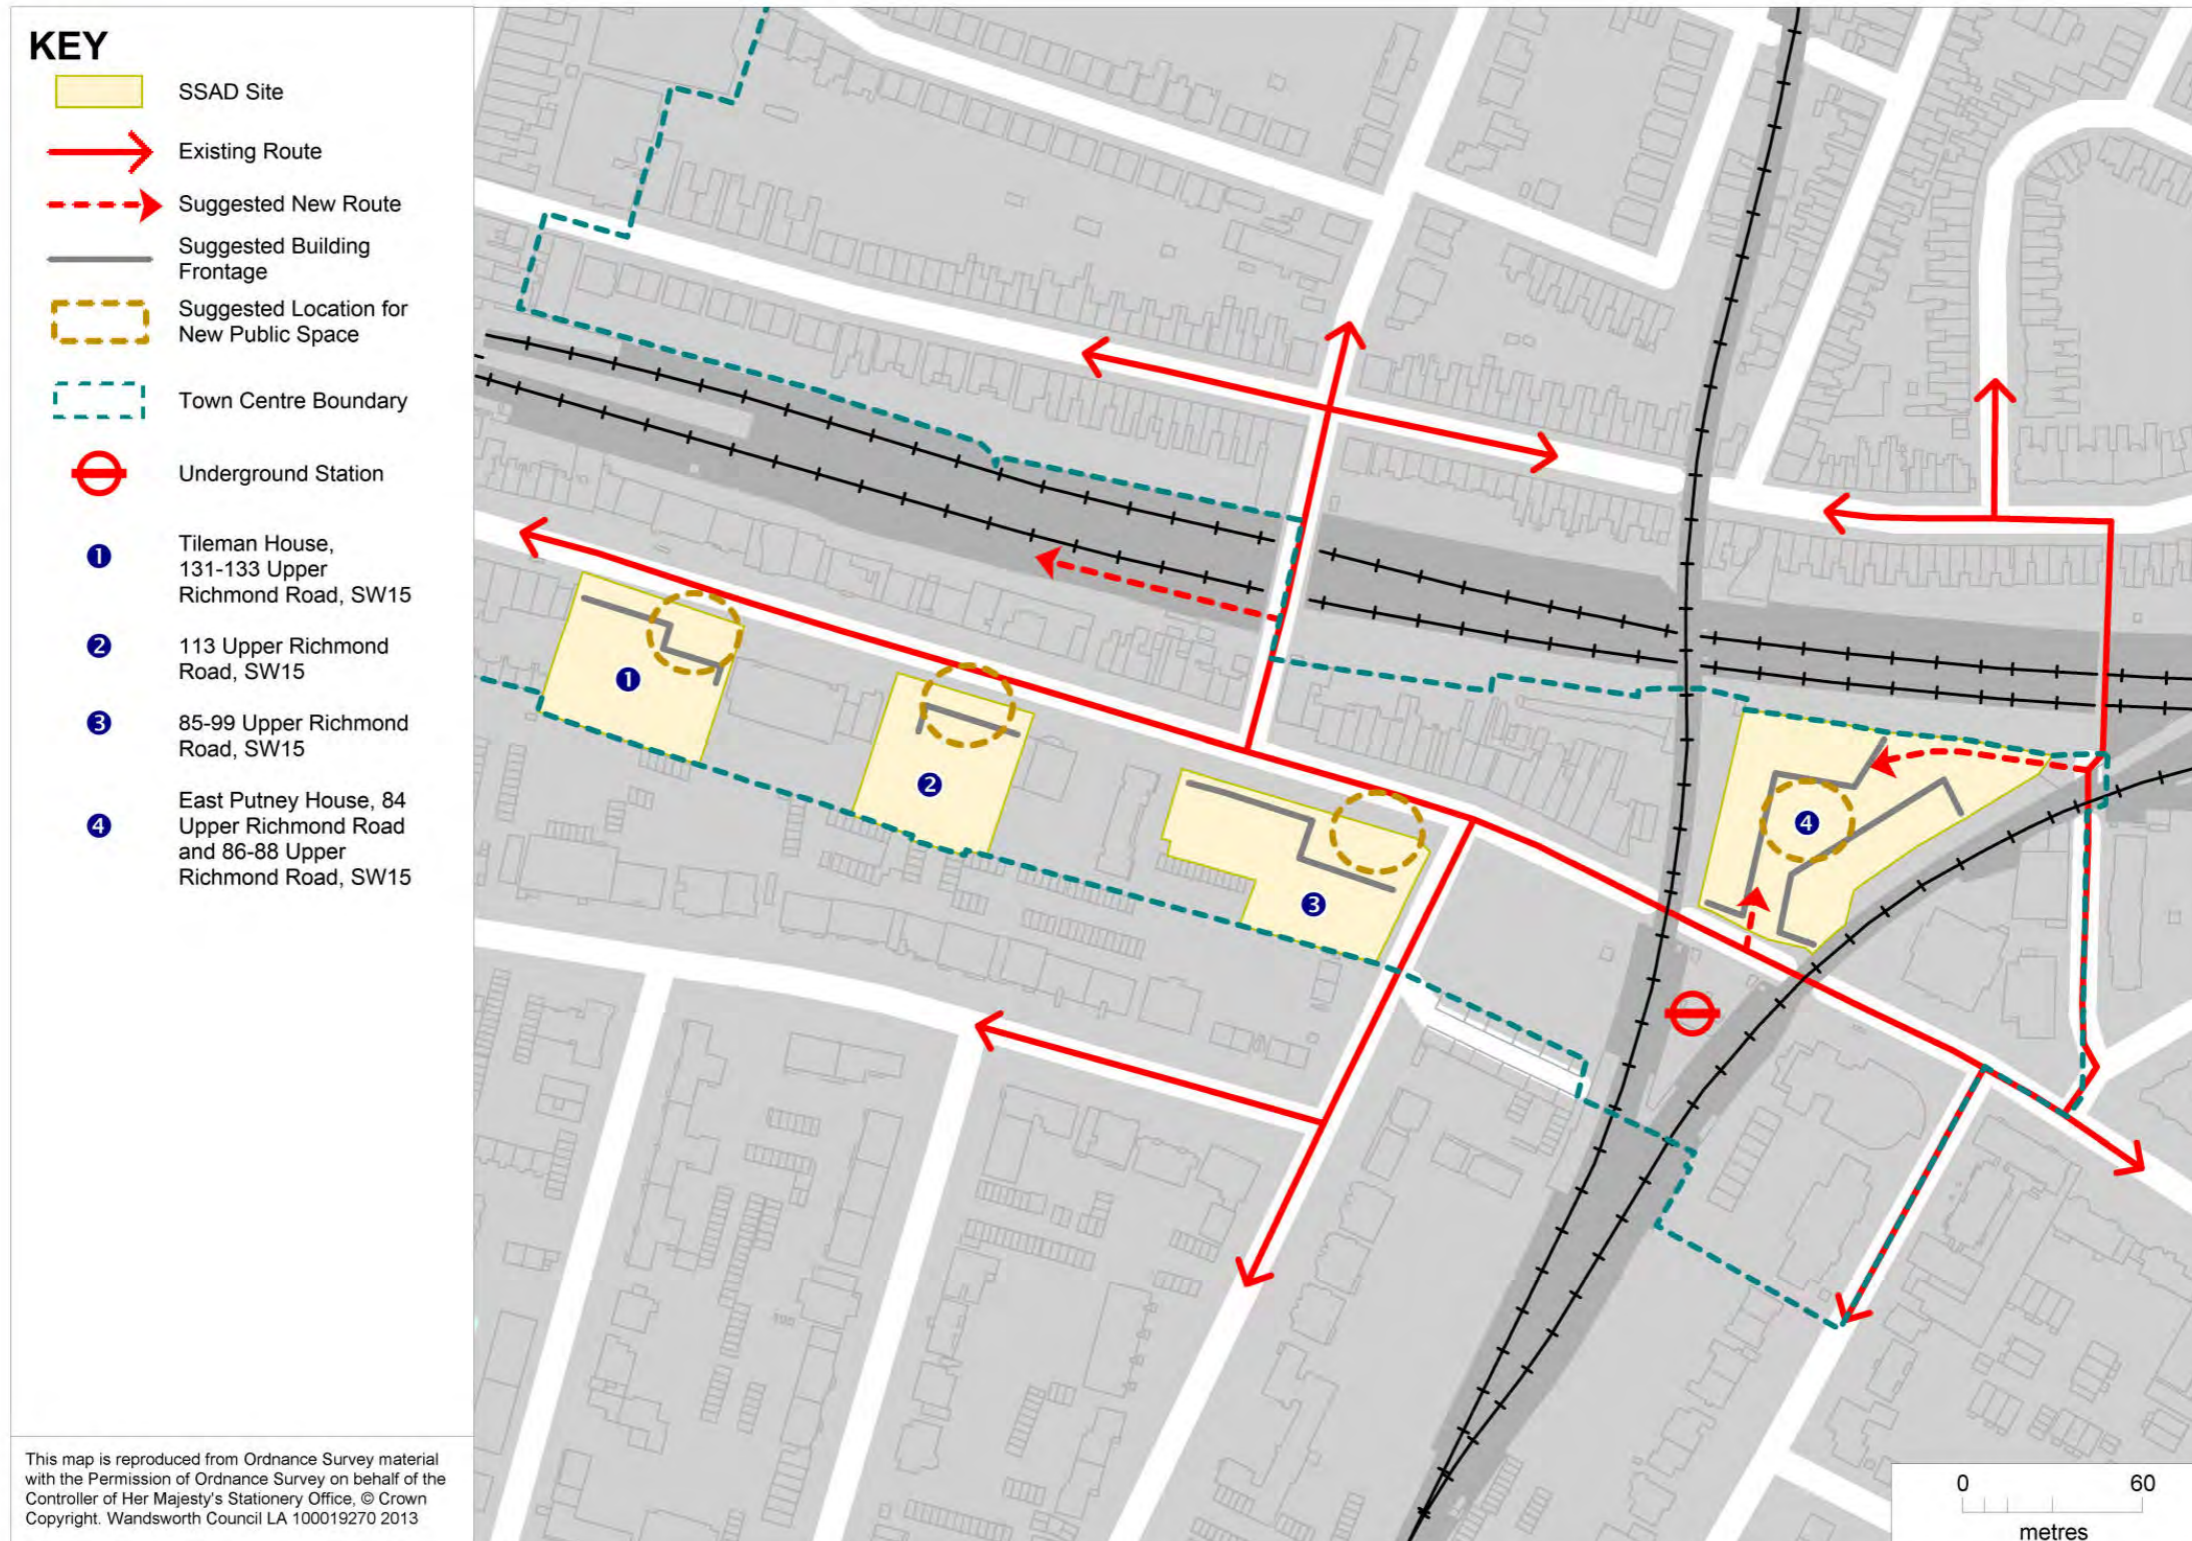 KEY
SSAD Site
Existing Route
Suggested New Route
Suggested Building
Frontage
Suggested Location for
New Public Space
Town Centre Boundary
Underground Station
1
Tileman House,
131-133 Upper
Richmond Road, SW15
2
113 Upper Richmond
Road, SW15
3
85-99 Upper Richmond
Road, SW15
4
East Putney House, 84
Upper Richmond Road
and 86-88 Upper
Richmond Road, SW15
This map is reproduced from Ordnance Survey material
with the Permission of Ordnance Survey on behalf of the
Controller of Her Majesty's Stationery Office, © Crown
Copyright. Wandsworth Council LA 100019270 2013
1
2
3
4
0 60
metres